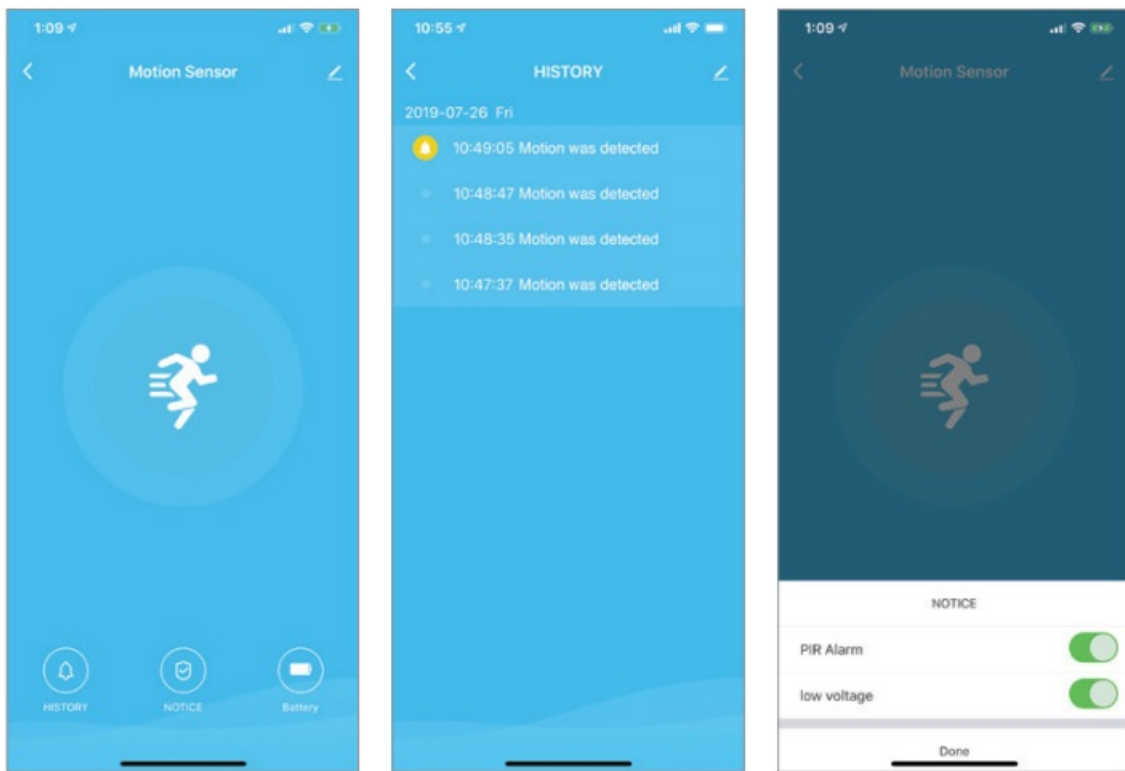 1:09
Motion Sensor
HISTORY
NOTICE
Battery
10:55
HISTORY
2019-07-26 Fri
10:49:05 Motion was detected
10:48:47 Motion was detected
10:48:35 Motion was detected
10:47:37 Motion was detected
1:09
Motion Sensor
NOTICE
PIR Alarm
low voltage
Done